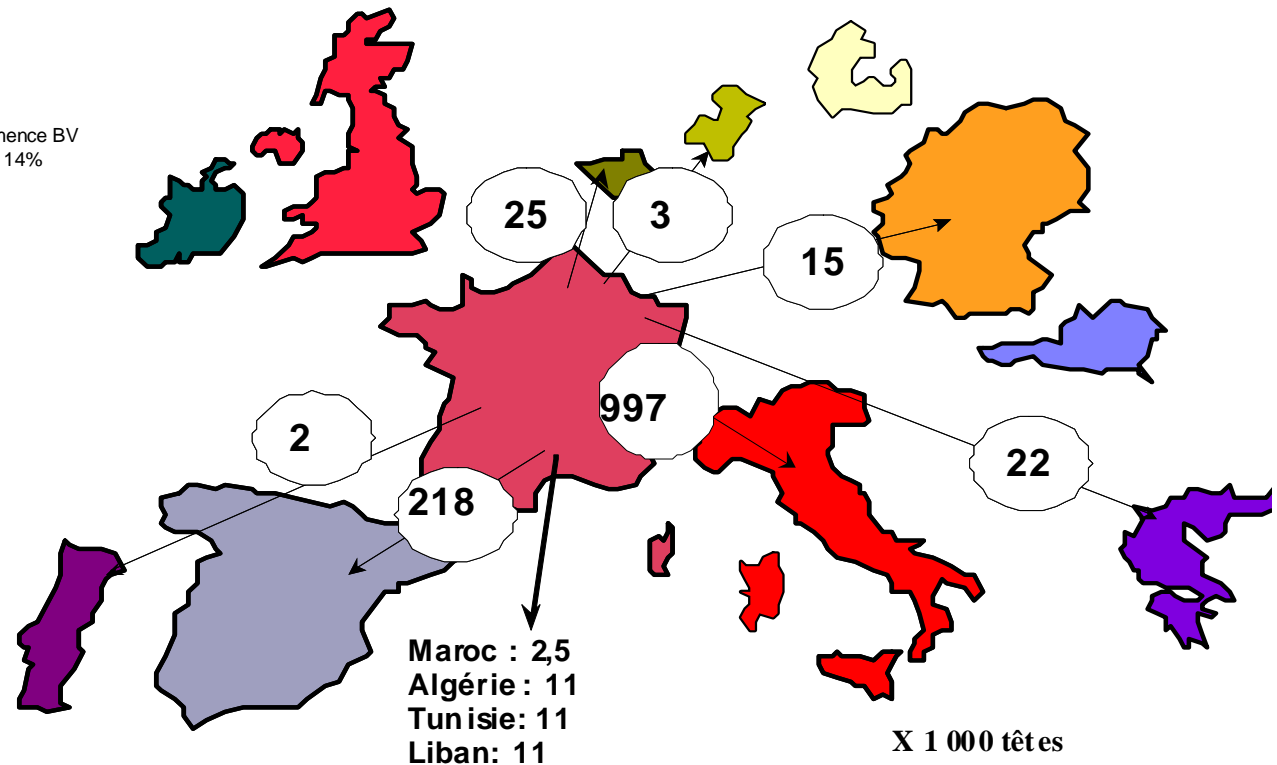 BV
14%
25
3
15
997
2
22
218
Maroc : 2,5
Algérie : 11
Tunisie: 11
Liban: 11
X 1 000 têtes